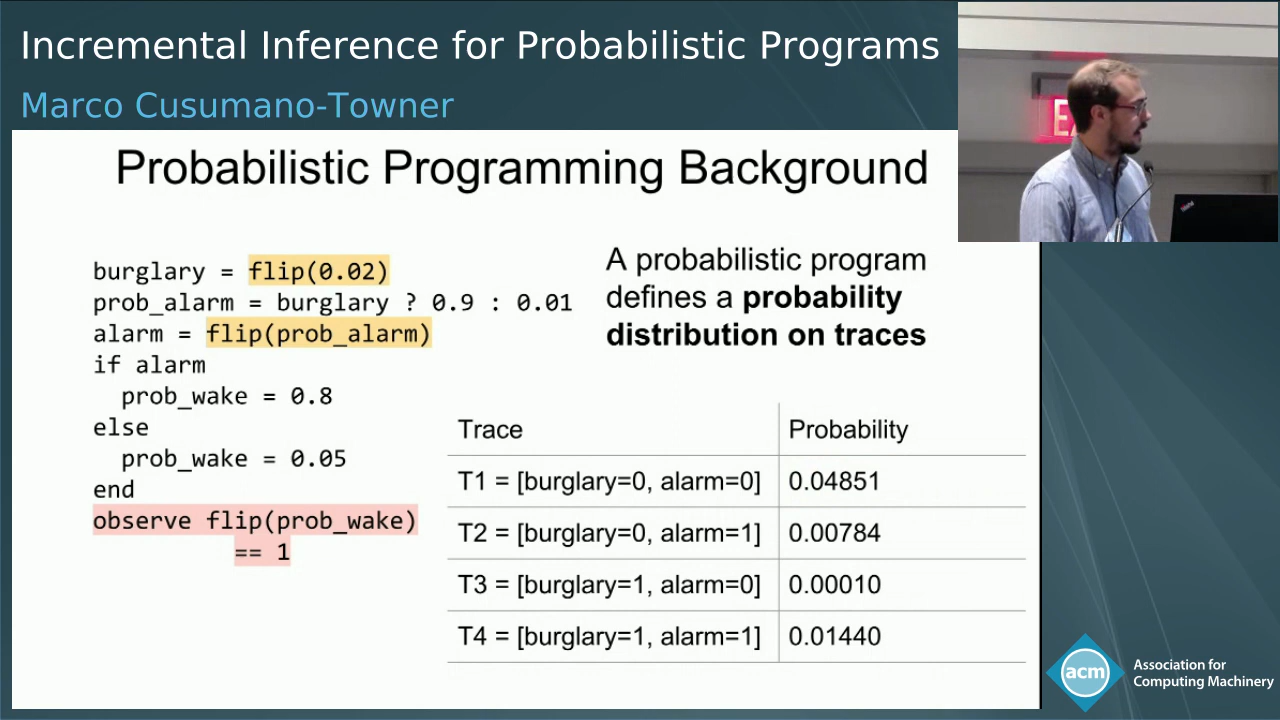 Incremental Inference for Probabilistic Programs
Marco Cusumano-Towner
Probabilistic Programming Background
burglary = flip(0.02)
prob_alarm = burglary ? 0.9 : 0.01
alarm = flip(prob_alarm)
if alarm
prob_wake = 0.8
else
prob_wake = 0.05
end
observe flip(prob_wake)
== 1
A probabilistic program
defines a probability
distribution on traces
Trace Probability
T1 = [burglary=0, alarm=0] 0.04851
T2 = [burglary=0, alarm=1] 0.00784
T3 = [burglary=1, alarm=0] 0.00010
T4 = [burglary=1, alarm=1] 0.01440
acm
Association for
Computing Machinery